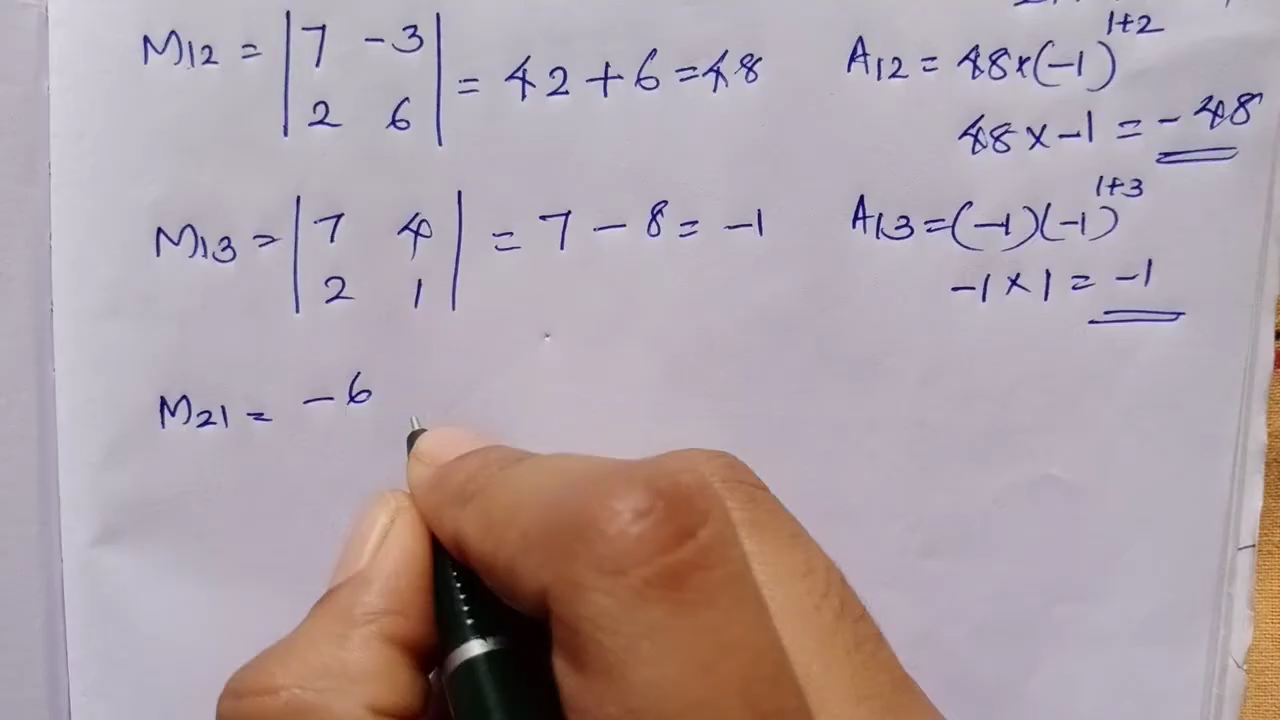 M12 = | 7 -3 | = 42 + 6 = 48 A12 = 48×(-1)^1+2
| 2 6 | 48 × -1 = -48
M13 = | 7 4 | = 7 - 8 = -1 A13 = (-1)(-1)^1+3
| 2 1 | -1 × 1 = -1
M21 = -6